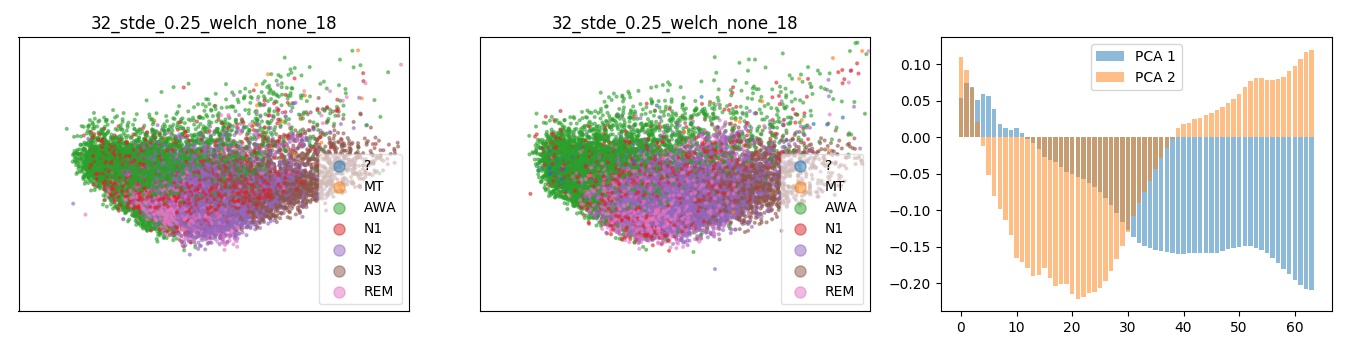 32_stde_0.25_welch_none_18
?
MT
AWA
N1
N2
N3
REM
32_stde_0.25_welch_none_18
?
MT
AWA
N1
N2
N3
REM
PCA 1
PCA 2
0.10
0.05
0.00
−0.05
−0.10
−0.15
−0.20
0 10 20 30 40 50 60